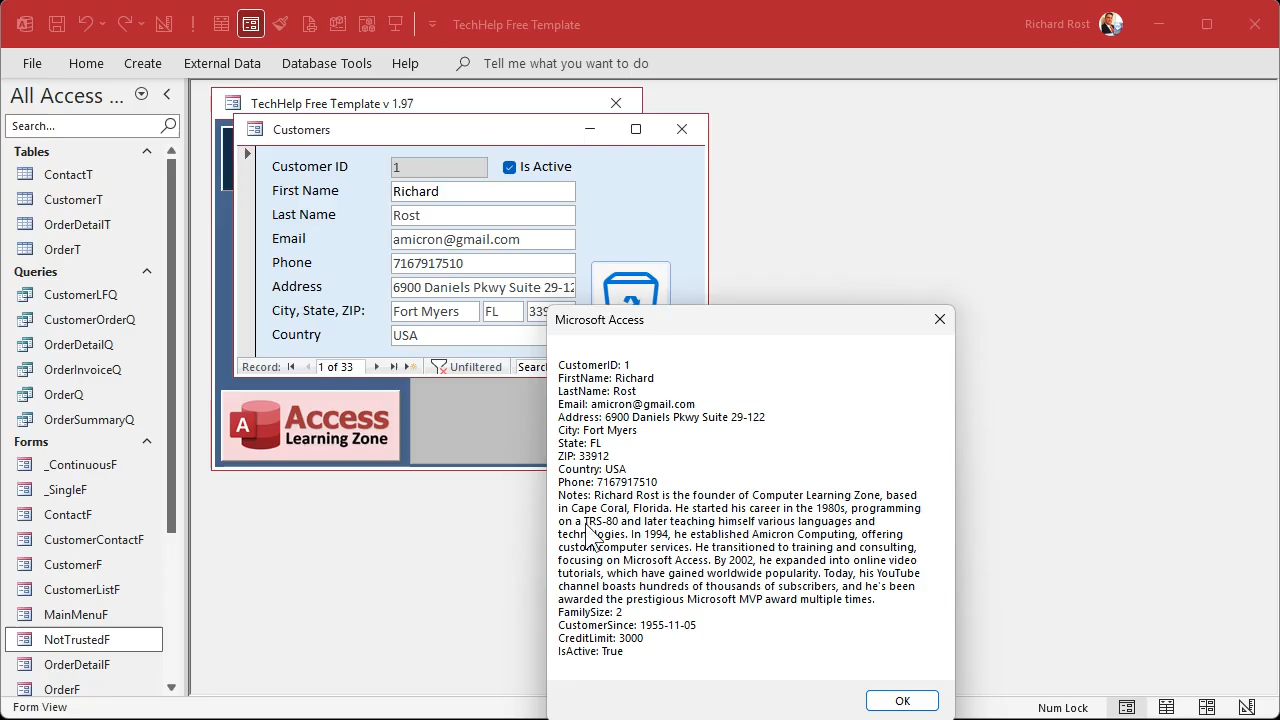 TechHelp Free Template
Richard Rost
File Home Create External Data Database Tools Help Tell me what you want to do
All Access ...
Search...
Tables
ContactT
CustomerT
OrderDetailT
OrderT
Queries
CustomerLFQ
CustomerOrderQ
OrderDetailQ
OrderInvoiceQ
OrderQ
OrderSummaryQ
Forms
_ContinuousF
_SingleF
ContactF
CustomerContactF
CustomerF
CustomerListF
MainMenuF
NotTrustedF
OrderDetailF
OrderF
TechHelp Free Template v 1.97
Customers
Customer ID 1 Is Active
First Name Richard
Last Name Rost
Email amicron@gmail.com
Phone 7167917510
Address 6900 Daniels Pkwy Suite 29-12
City, State, ZIP: Fort Myers FL 339
Country USA
Record: 1 of 33 Unfiltered Search
A Access
Learning Zone
Microsoft Access
CustomerID: 1
FirstName: Richard
LastName: Rost
Email: amicron@gmail.com
Address: 6900 Daniels Pkwy Suite 29-122
City: Fort Myers
State: FL
ZIP: 33912
Country: USA
Phone: 7167917510
Notes: Richard Rost is the founder of Computer Learning Zone, based
in Cape Coral, Florida. He started his career in the 1980s, programming
on a TRS-80 and later teaching himself various languages and
technologies. In 1994, he established Amicron Computing, offering
custom computer services. He transitioned to training and consulting,
focusing on Microsoft Access. By 2002, he expanded into online video
tutorials, which have gained worldwide popularity. Today, his YouTube
channel boasts hundreds of thousands of subscribers, and he's been
awarded the prestigious Microsoft MVP award multiple times.
FamilySize: 2
CustomerSince: 1955-11-05
CreditLimit: 3000
IsActive: True
OK
Form View
Num Lock